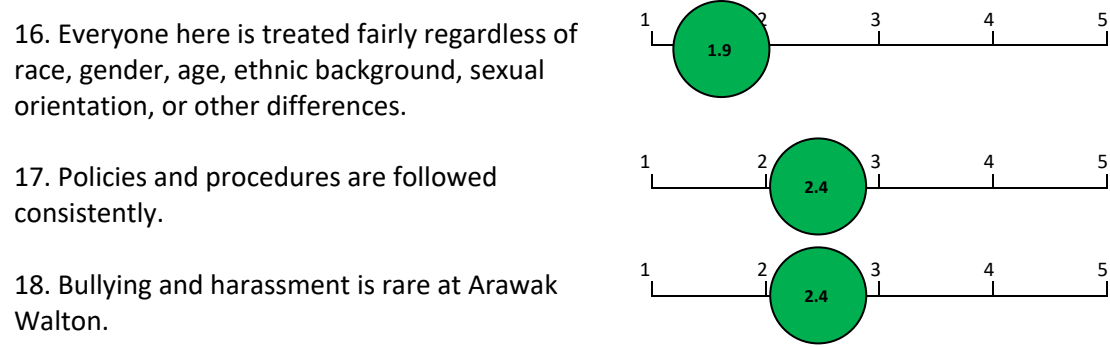 16. Everyone here is treated fairly regardless of
race, gender, age, ethnic background, sexual
orientation, or other differences.
1 2 3 4 5
1.9
17. Policies and procedures are followed
consistently.
1 2 3 4 5
2.4
18. Bullying and harassment is rare at Arawak
Walton.
1 2 3 4 5
2.4